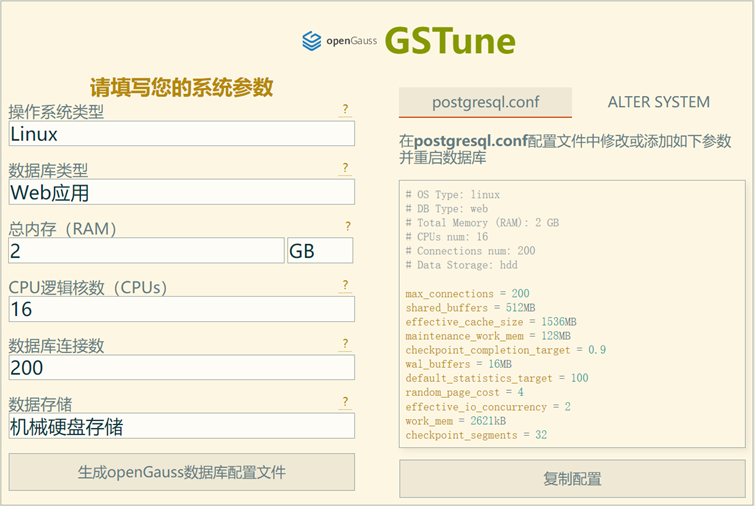 openGauss GSTune
请填写您的系统参数
操作系统类型 ?
Linux
数据库类型 ?
Web应用
总内存（RAM） ?
2 GB
CPU逻辑核数（CPUs） ?
16
数据库连接数 ?
200
数据存储 ?
机械硬盘存储
生成openGauss数据库配置文件
postgresql.conf ALTER SYSTEM
在postgresql.conf配置文件中修改或添加如下参数
并重启数据库
# OS Type: linux
# DB Type: web
# Total Memory (RAM): 2 GB
# CPUs num: 16
# Connections num: 200
# Data Storage: hdd
max_connections = 200
shared_buffers = 512MB
effective_cache_size = 1536MB
maintenance_work_mem = 128MB
checkpoint_completion_target = 0.9
wal_buffers = 16MB
default_statistics_target = 100
random_page_cost = 4
effective_io_concurrency = 2
work_mem = 2621kB
checkpoint_segments = 32
复制配置